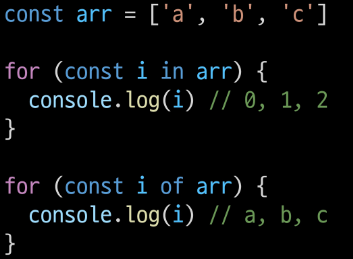 const arr = ['a', 'b', 'c']
for (const i in arr) {
console.log(i) // 0, 1, 2
}
for (const i of arr) {
console.log(i) // a, b, c
}